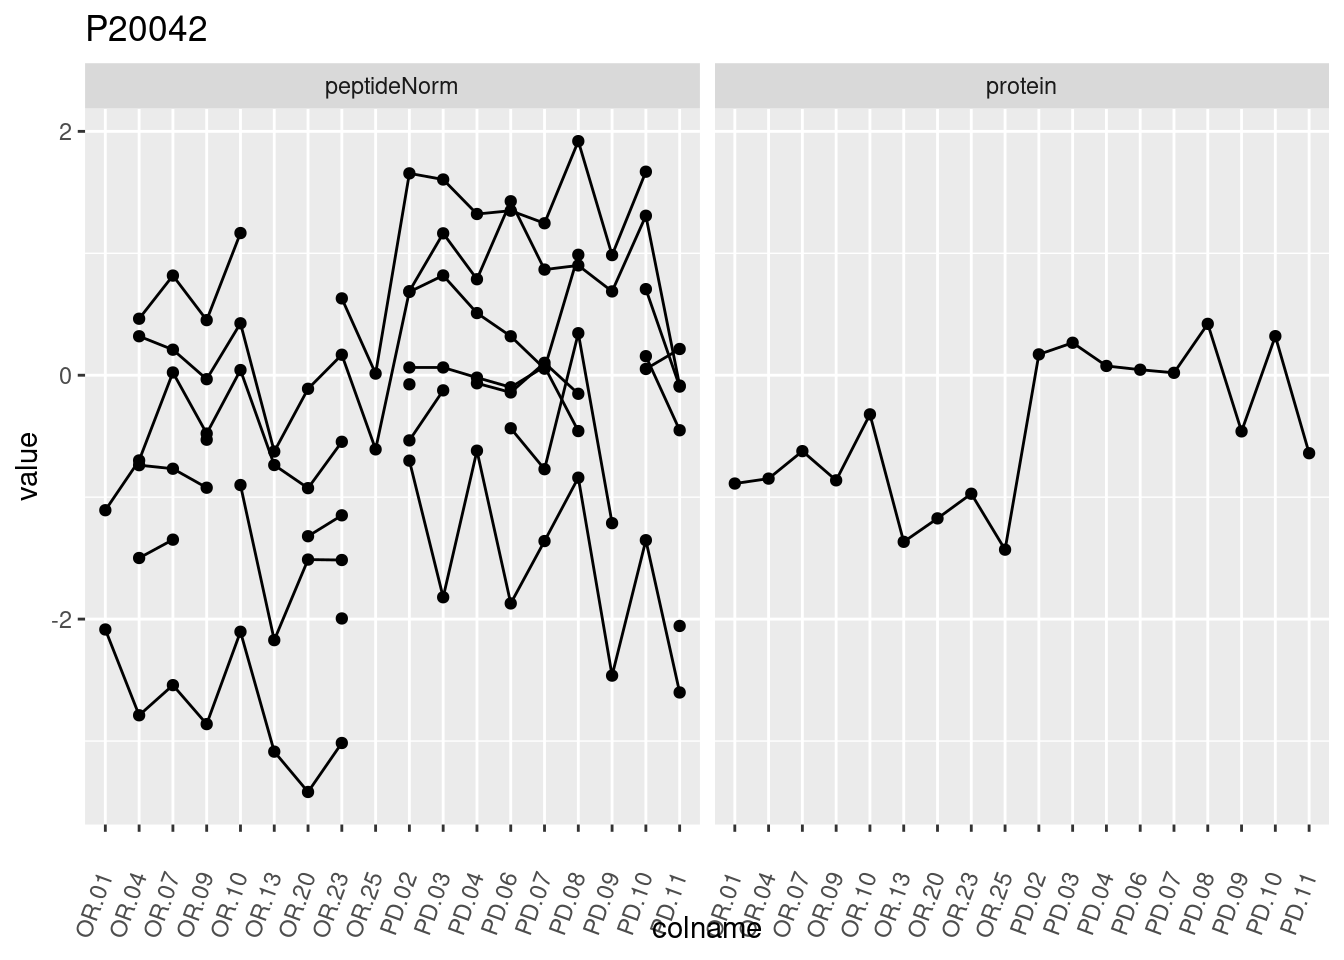 P20042
peptideNorm
protein
2
0
-2
value
OR.01
OR.04
OR.07
OR.09
OR.10
OR.13
OR.20
OR.23
OR.25
PD.02
PD.03
PD.04
PD.06
PD.07
PD.08
PD.09
PD.10
PD.11
OR.01
OR.04
OR.07
OR.09
OR.10
OR.13
OR.20
OR.23
OR.25
PD.02
PD.03
PD.04
PD.06
PD.07
PD.08
PD.09
PD.10
PD.11
colname